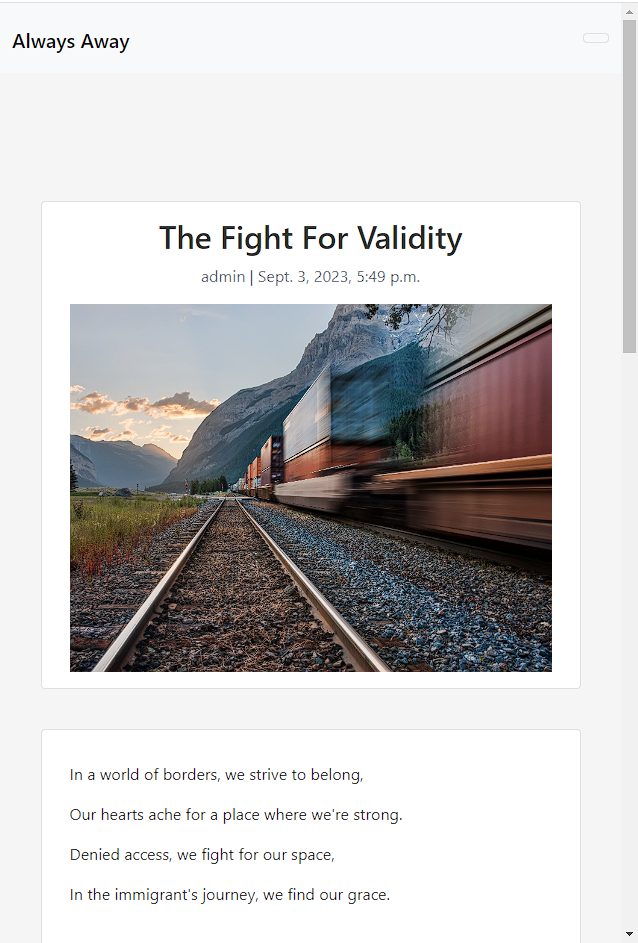 Always Away
The Fight For Validity
admin | Sept. 3, 2023, 5:49 p.m.
In a world of borders, we strive to belong,
Our hearts ache for a place where we're strong.
Denied access, we fight for our space,
In the immigrant's journey, we find our grace.